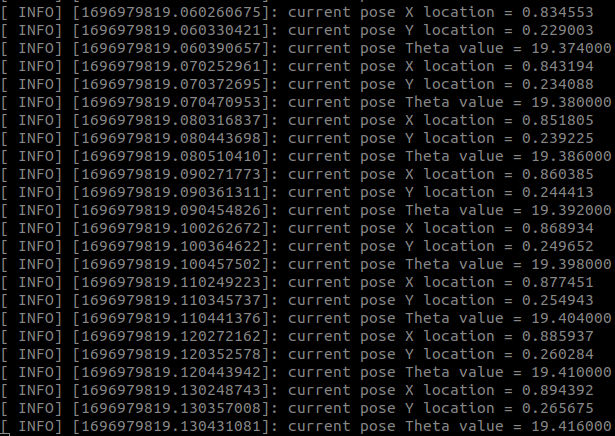 [ INFO] [1696979819.060260675]: current pose X location = 0.834553
[ INFO] [1696979819.060330421]: current pose Y location = 0.229003
[ INFO] [1696979819.060390657]: current pose Theta value = 19.374000
[ INFO] [1696979819.070252961]: current pose X location = 0.843194
[ INFO] [1696979819.070372695]: current pose Y location = 0.234088
[ INFO] [1696979819.070470953]: current pose Theta value = 19.380000
[ INFO] [1696979819.080316837]: current pose X location = 0.851805
[ INFO] [1696979819.080443698]: current pose Y location = 0.239225
[ INFO] [1696979819.080510410]: current pose Theta value = 19.386000
[ INFO] [1696979819.090271773]: current pose X location = 0.860385
[ INFO] [1696979819.090361311]: current pose Y location = 0.244413
[ INFO] [1696979819.090454826]: current pose Theta value = 19.392000
[ INFO] [1696979819.100262672]: current pose X location = 0.868934
[ INFO] [1696979819.100364622]: current pose Y location = 0.249652
[ INFO] [1696979819.100457502]: current pose Theta value = 19.398000
[ INFO] [1696979819.110249223]: current pose X location = 0.877451
[ INFO] [1696979819.110345737]: current pose Y location = 0.254943
[ INFO] [1696979819.110441376]: current pose Theta value = 19.404000
[ INFO] [1696979819.120272162]: current pose X location = 0.885937
[ INFO] [1696979819.120352578]: current pose Y location = 0.260284
[ INFO] [1696979819.120443942]: current pose Theta value = 19.410000
[ INFO] [1696979819.130248743]: current pose X location = 0.894392
[ INFO] [1696979819.130357008]: current pose Y location = 0.265675
[ INFO] [1696979819.130431081]: current pose Theta value = 19.416000